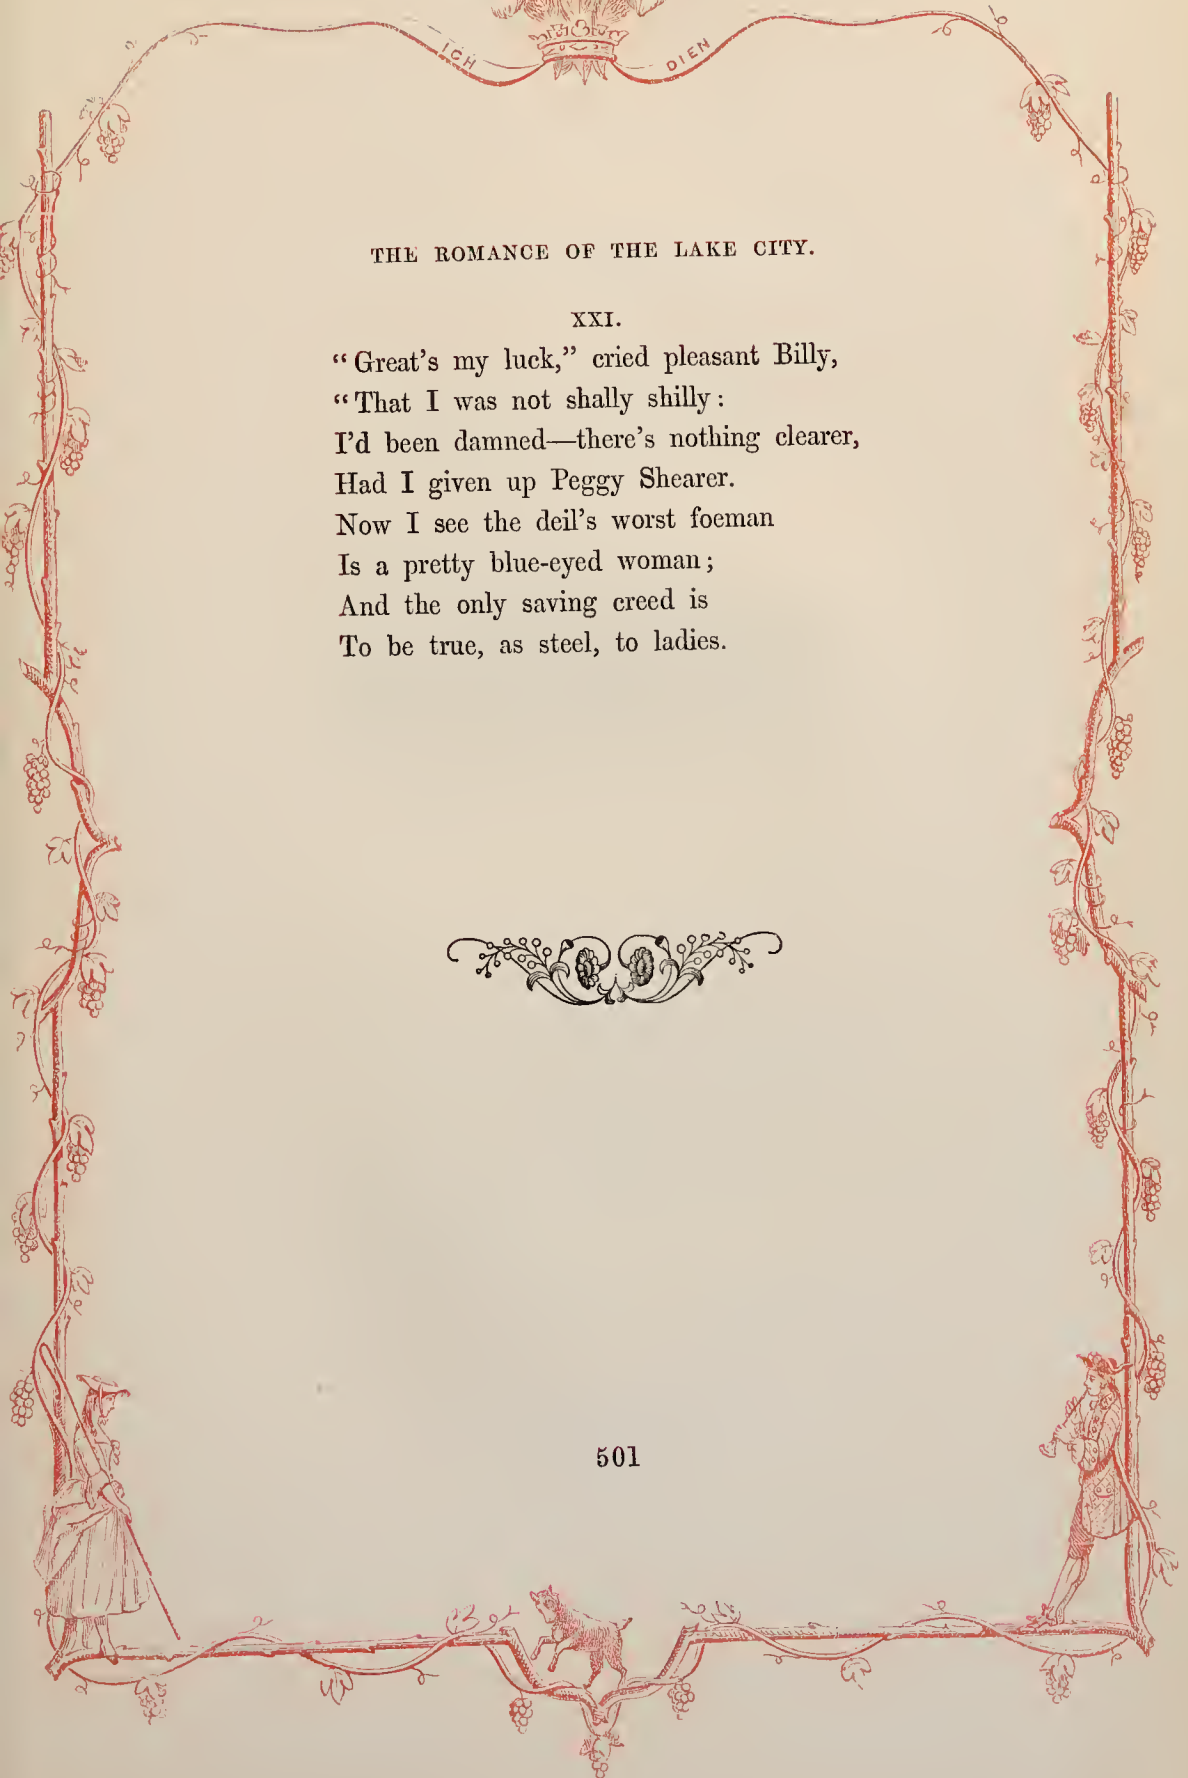 ICH DIEN
THE ROMANCE OF THE LAKE CITY.
XXI.
“Great’s my luck,” cried pleasant Billy,
“That I was not shally shilly:
I’d been damned—there’s nothing clearer,
Had I given up Peggy Shearer.
Now I see the deil’s worst foeman
Is a pretty blue-eyed woman;
And the only saving creed is
To be true, as steel, to ladies.
501